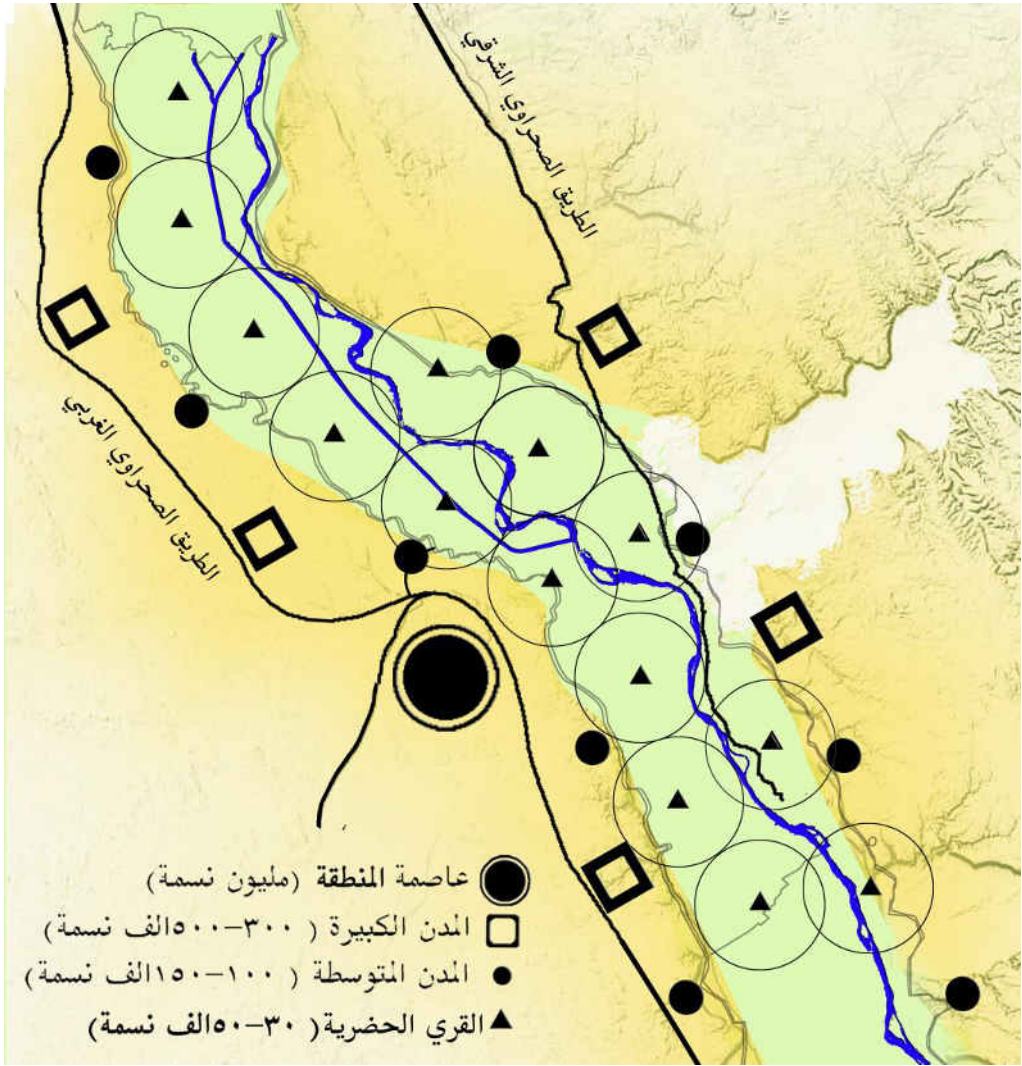 الطريق الصحراوي الشرقي
الطريق الصحراوي الغربي
عاصمة المنطقة (مليون نسمة)
المدن الكبيرة ( ٣٠٠-٥٠٠الف نسمة)
المدن المتوسطة ( ١٠٠-١٥٠الف نسمة)
القري الحضرية( ٣٠-٥٠الف نسمة)